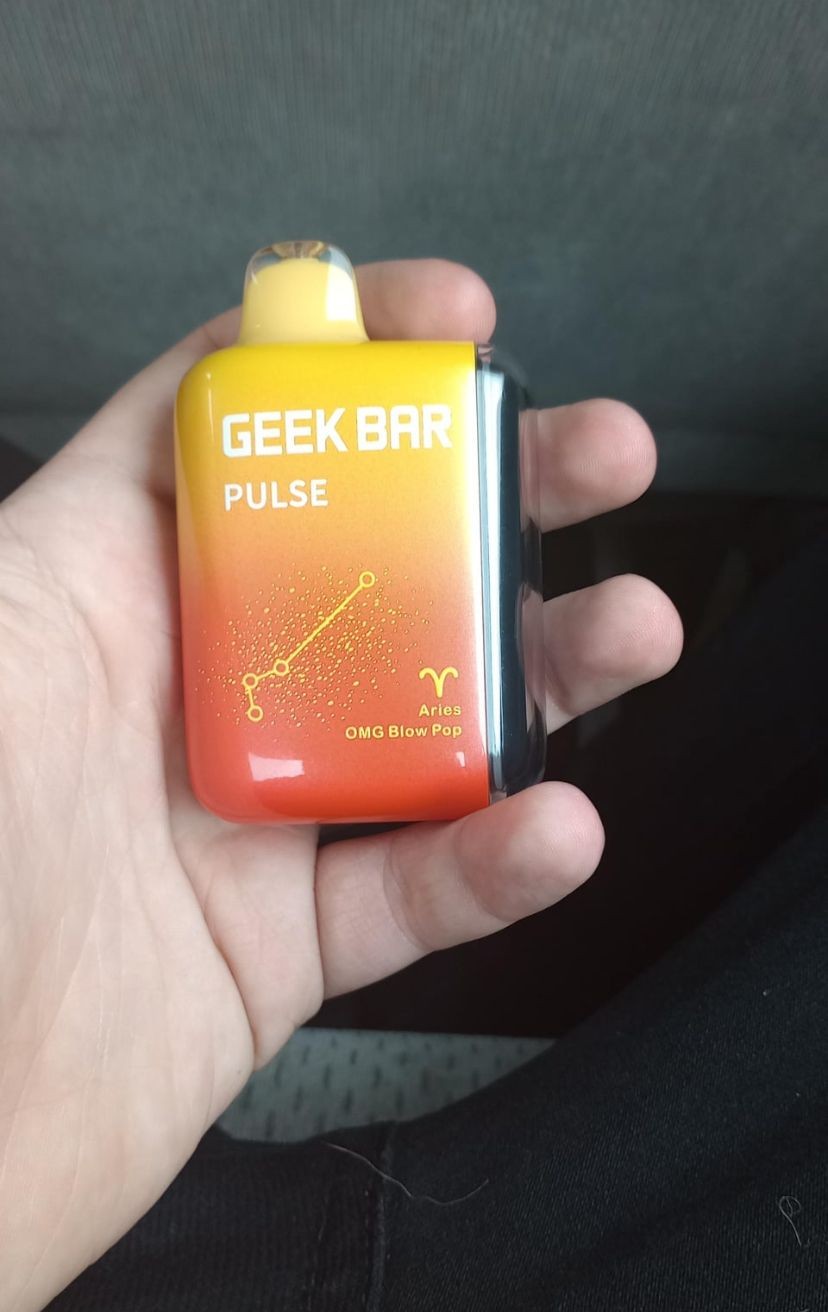 GEEK BAR
PULSE
Aries
OMG Blow Pop